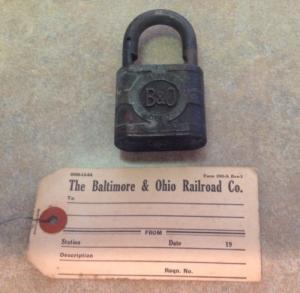 B&O
The Baltimore & Ohio Railroad Co.
To
FROM
Station Date 19
Description
Reqn. No.